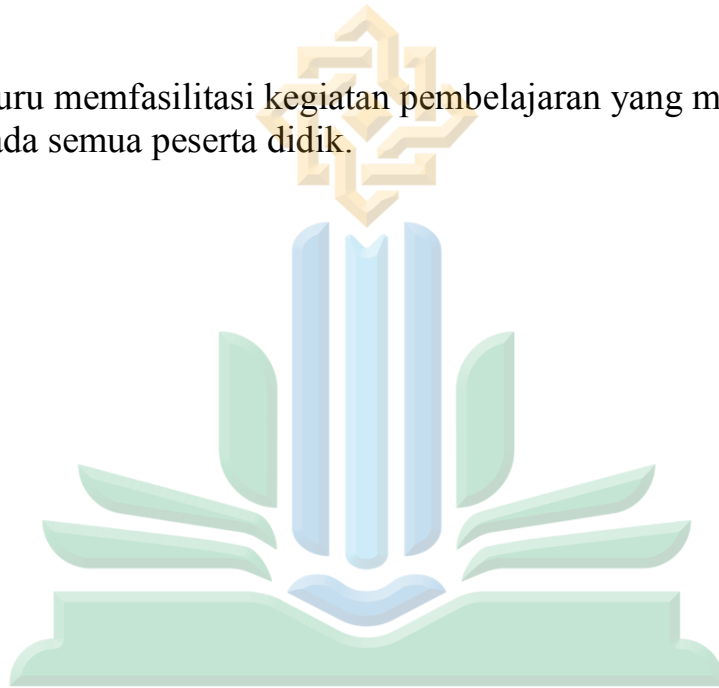 uru memfasilitasi kegiatan pembelajaran yang m
ada semua peserta didik.